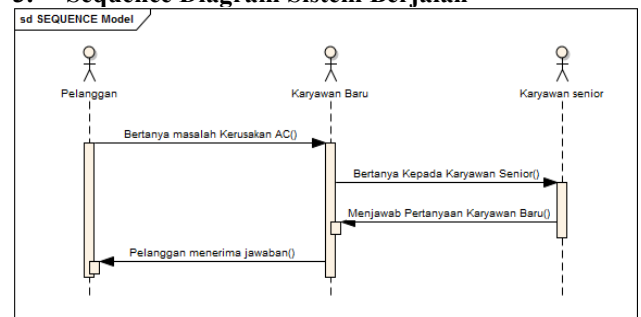 3. Sequence Diagram Sistem Berjalan
sd SEQUENCE Model
Pelanggan
Karyawan Baru
Karyawan senior
Bertanya masalah Kerusakan AC()
Bertanya Kepada Karyawan Senior()
Menjawab Pertanyaan Karyawan Baru()
Pelanggan menerima jawaban()